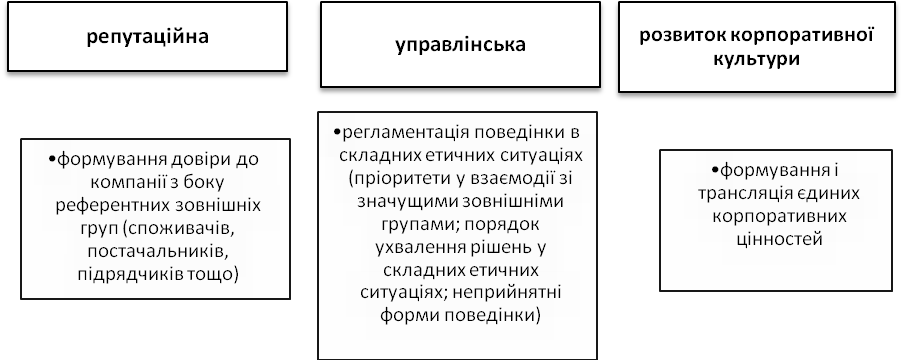 репутаційна
управлінська
розвиток корпоративної
культури
•формування довіри до
компанії з боку
референтних зовнішніх
груп (споживачів,
постачальників,
підрядчиків тощо)
•регламентація поведінки в
складних етичних ситуаціях
(пріоритети у взаємодії зі
значущими зовнішніми
групами; порядок
ухвалення рішень у
складних етичних
ситуаціях; неприйнятні
форми поведінки)
•формування і
трансляція єдиних
корпоративних
цінностей